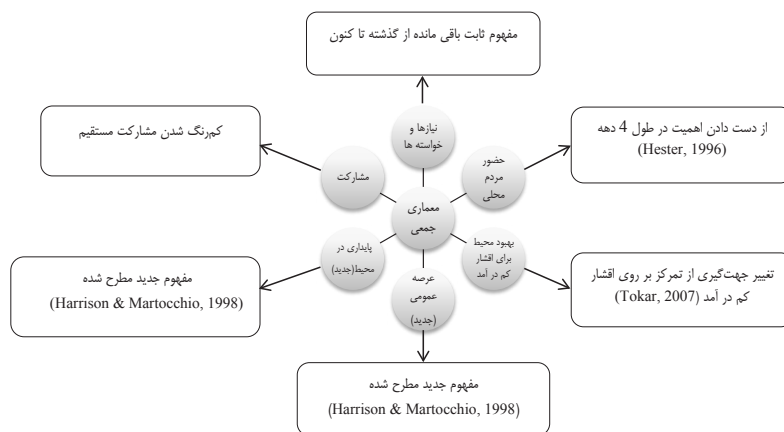 مفهوم ثابت باقی مانده از گذشته تا کنون
از دست دادن اهمیت در طول 4 دهه
(Hester, 1996)
کم‌رنگ شدن مشارکت مستقیم
نیازها و
خواسته ها
حضور
مردم
محلی
مشارکت
معماری
جمعی
بهبود محیط
برای اقشار
کم در آمد
پایداری در
محیط(جدید)
عرصه
عمومی
(جدید)
تغییر جهت‌گیری از تمرکز بر روی اقشار
کم در آمد (Tokar, 2007)
مفهوم جدید مطرح شده
(Harrison & Martocchio, 1998)
مفهوم جدید مطرح شده
(Harrison & Martocchio, 1998)